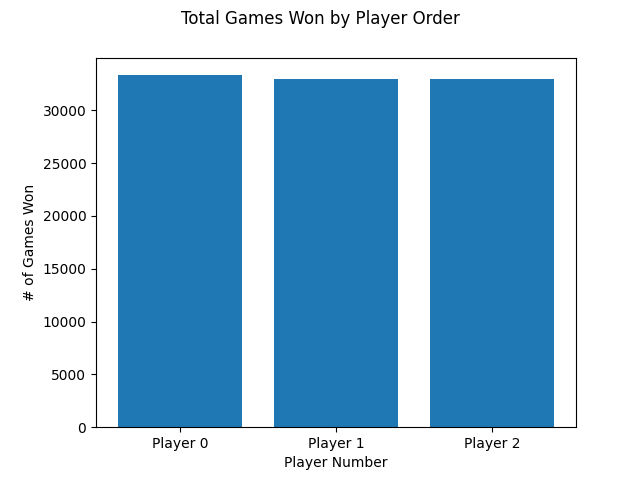 Total Games Won by Player Order
# of Games Won
30000
25000
20000
15000
10000
5000
0
Player 0 Player 1 Player 2
Player Number